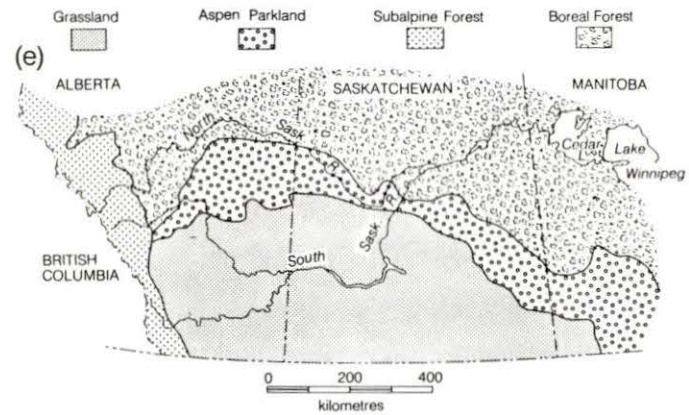 Grassland Aspen Parkland Subalpine Forest Boreal Forest
(e)
ALBERTA SASKATCHEWAN MANITOBA
North Sask R.
Cedar L. Lake Winnipeg
BRITISH COLUMBIA
South Sask R.
0 200 400
kilometres